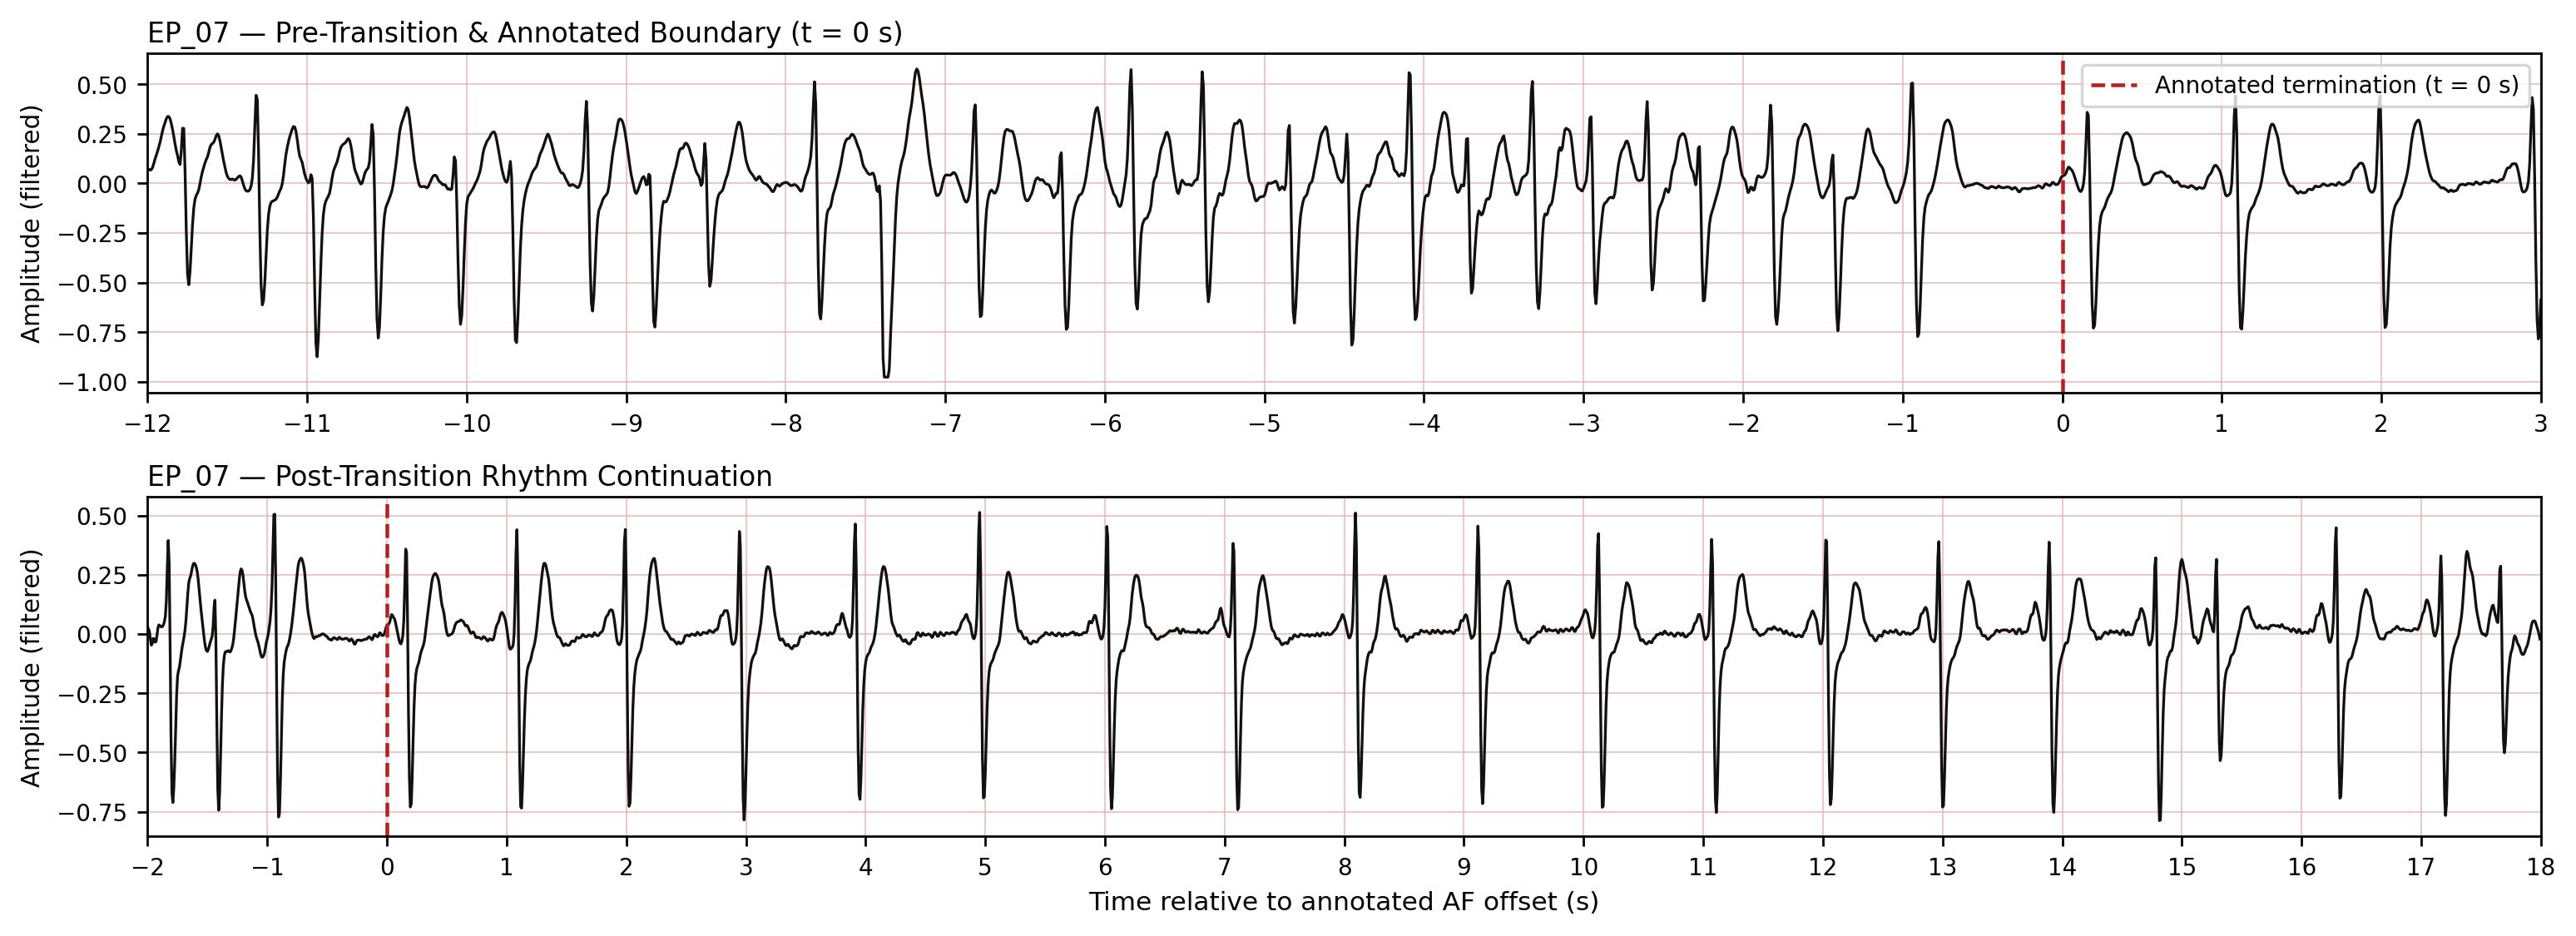 EP_07 — Pre-Transition & Annotated Boundary (t = 0 s)
Amplitude (filtered)
0.50
0.25
0.00
−0.25
−0.50
−0.75
−1.00
Annotated termination (t = 0 s)
−12 −11 −10 −9 −8 −7 −6 −5 −4 −3 −2 −1 0 1 2 3
EP_07 — Post-Transition Rhythm Continuation
Amplitude (filtered)
0.50
0.25
0.00
−0.25
−0.50
−0.75
−2 −1 0 1 2 3 4 5 6 7 8 9 10 11 12 13 14 15 16 17 18
Time relative to annotated AF offset (s)